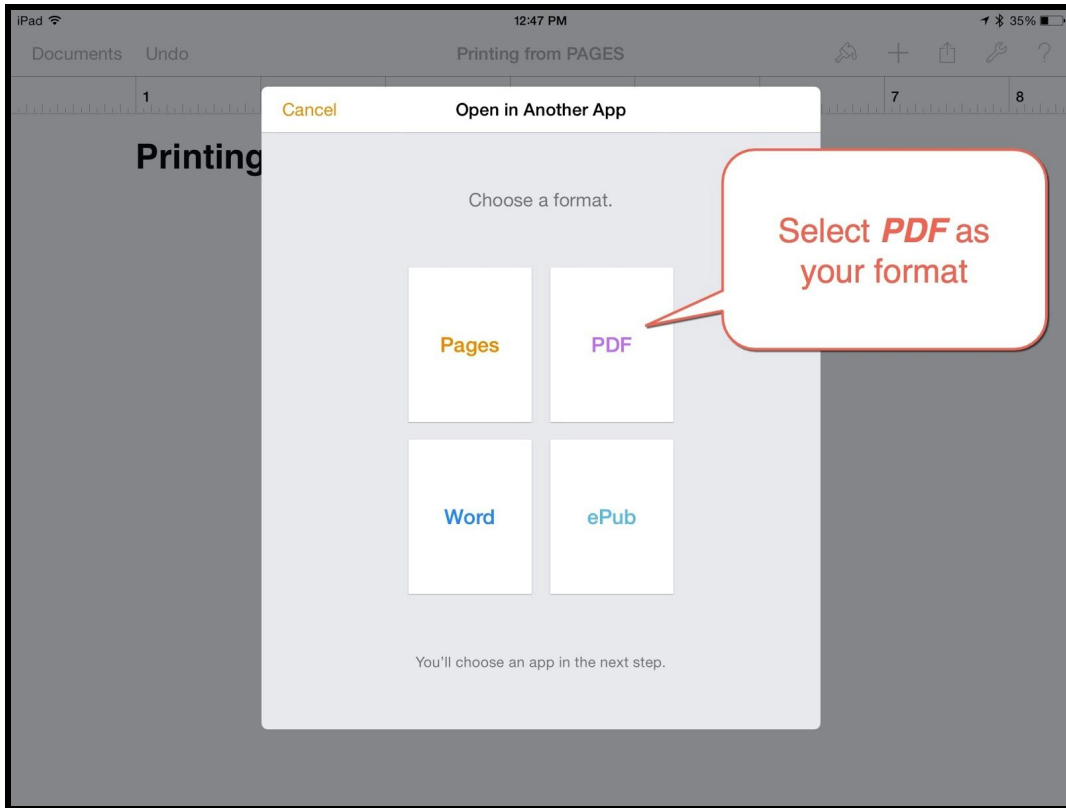 iPad 12:47 PM 35%
Documents Undo Printing from PAGES ?
1 7 8
Cancel Open in Another App
Printing
Choose a format.
Select PDF as
your format
Pages PDF
Word ePub
You'll choose an app in the next step.